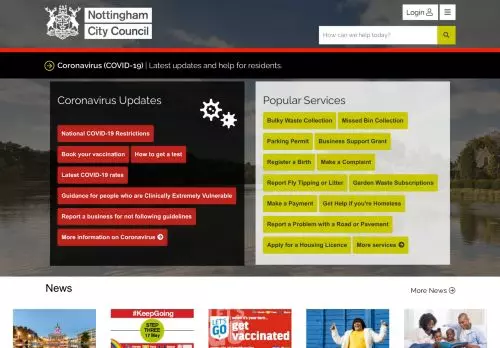 Nottingham
City Council
Login
How can we help today?
Coronavirus (COVID-19) | Latest updates and help for residents.
Coronavirus Updates
National COVID-19 Restrictions
Book your vaccination
How to get a test
Latest COVID-19 rates
Guidance for people who are Clinically Extremely Vulnerable
Report a business for not following guidelines
More information on Coronavirus
Popular Services
Bulky Waste Collection
Missed Bin Collection
Parking Permit
Business Support Grant
Register a Birth
Make a Complaint
Report Fly Tipping or Litter
Garden Waste Subscriptions
Make a Payment
Get Help if you're Homeless
Report a Problem with a Road or Pavement
Apply for a Housing Licence
More services
News
More News
#KeepGoing
STEP
THREE
17 May
LET'S
GO
get
vaccinated